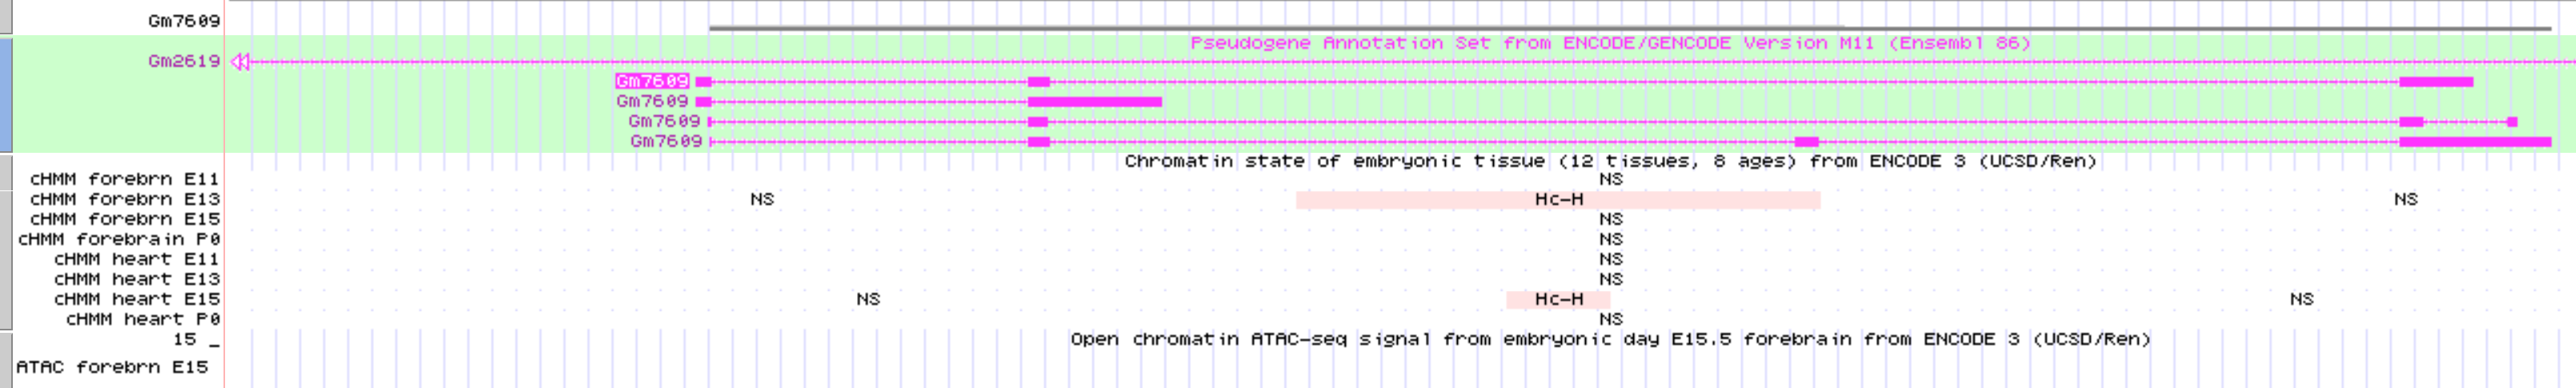 Gm7609
Pseudogene Annotation Set from ENCODE/GENCODE Version M11 (Ensembl 86)
Gm2619
Gm7609
Gm7609
Gm7609
Gm7609
Chromatin state of embryonic tissue (12 tissues, 8 ages) from ENCODE 3 (UCSD/Ren)
cHMM forebrn E11 NS
cHMM forebrn E13 NS Hc-H NS
cHMM forebrn E15 NS
cHMM forebrain P0 NS
cHMM heart E11 NS
cHMM heart E13 NS
cHMM heart E15 NS Hc-H NS
cHMM heart P0 NS
15 _ Open chromatin ATAC-seq signal from embryonic day E15.5 forebrain from ENCODE 3 (UCSD/Ren)
ATAC forebrn E15